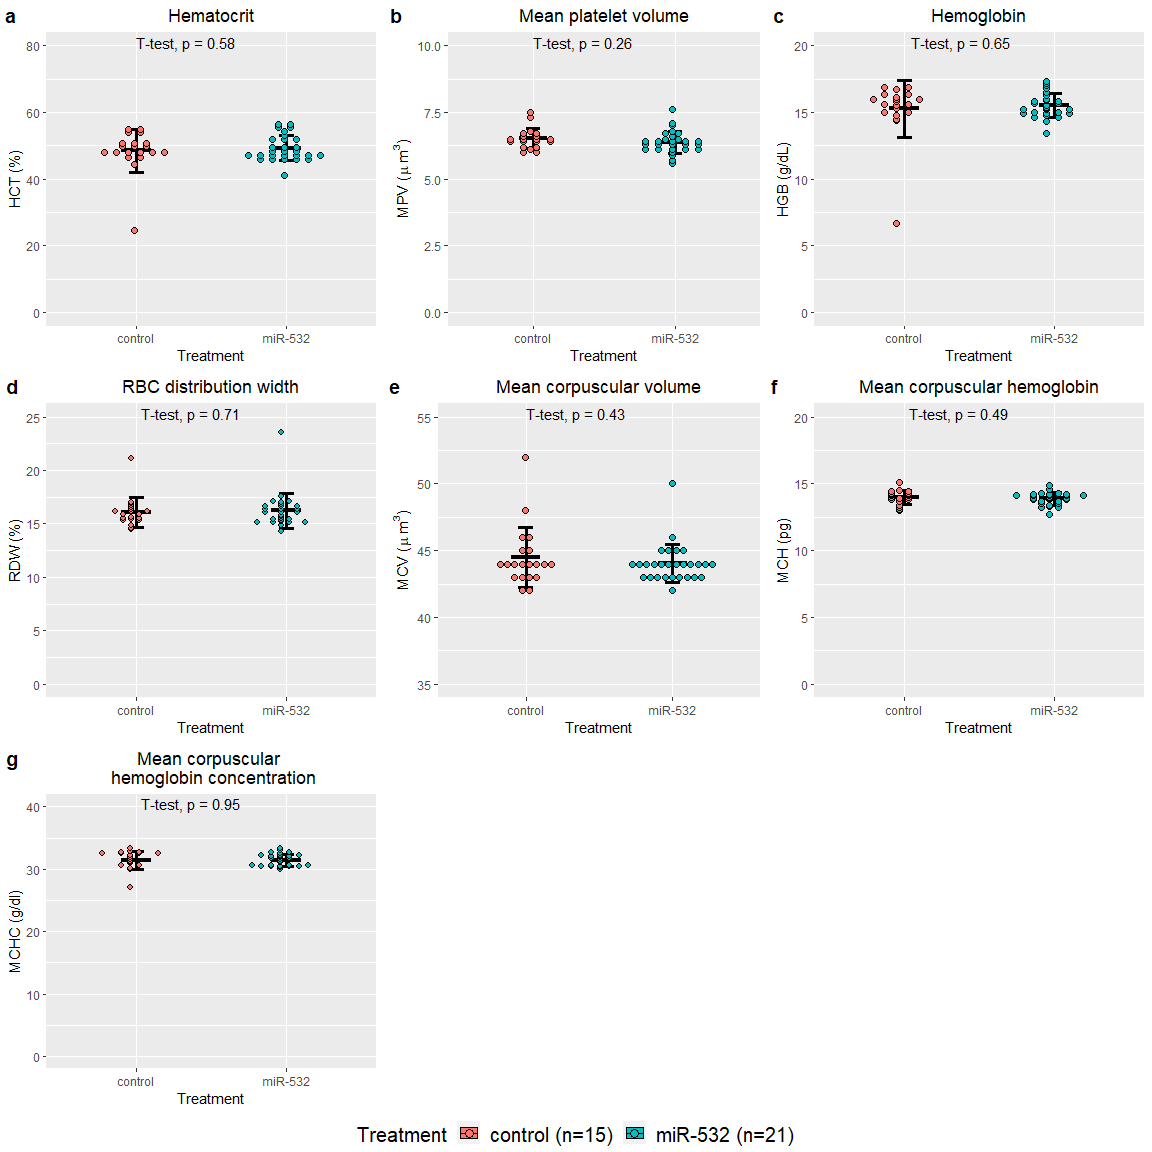 a
Hematocrit
T-test, p = 0.58
80
60
40
20
0
HCT (%)
control
miR-532
Treatment
b
Mean platelet volume
T-test, p = 0.26
10.0
7.5
5.0
2.5
0.0
MPV (μ m³)
control
miR-532
Treatment
c
Hemoglobin
T-test, p = 0.65
20
15
10
5
0
HGB (g/dL)
control
miR-532
Treatment
d
RBC distribution width
T-test, p = 0.71
25
20
15
10
5
0
RDW (%)
control
miR-532
Treatment
e
Mean corpuscular volume
T-test, p = 0.43
55
50
45
40
35
MCV (μ m³)
control
miR-532
Treatment
f
Mean corpuscular hemoglobin
T-test, p = 0.49
20
15
10
5
0
MCH (pg)
control
miR-532
Treatment
g
Mean corpuscular
hemoglobin concentration
T-test, p = 0.95
40
30
20
10
0
MCHC (g/dl)
control
miR-532
Treatment
Treatment control (n=15) miR-532 (n=21)